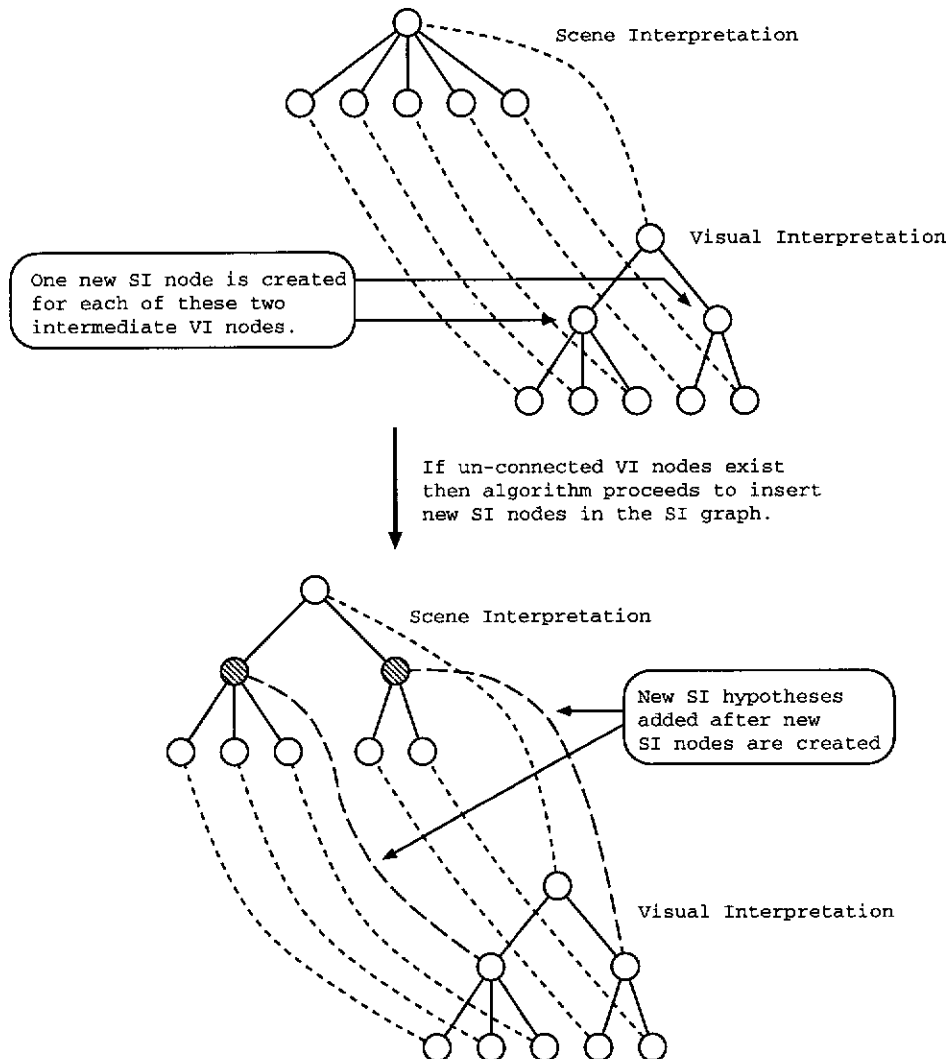 Scene Interpretation
Visual Interpretation
One new SI node is created
for each of these two
intermediate VI nodes.
If un-connected VI nodes exist
then algorithm proceeds to insert
new SI nodes in the SI graph.
Scene Interpretation
New SI hypotheses
added after new
SI nodes are created
Visual Interpretation